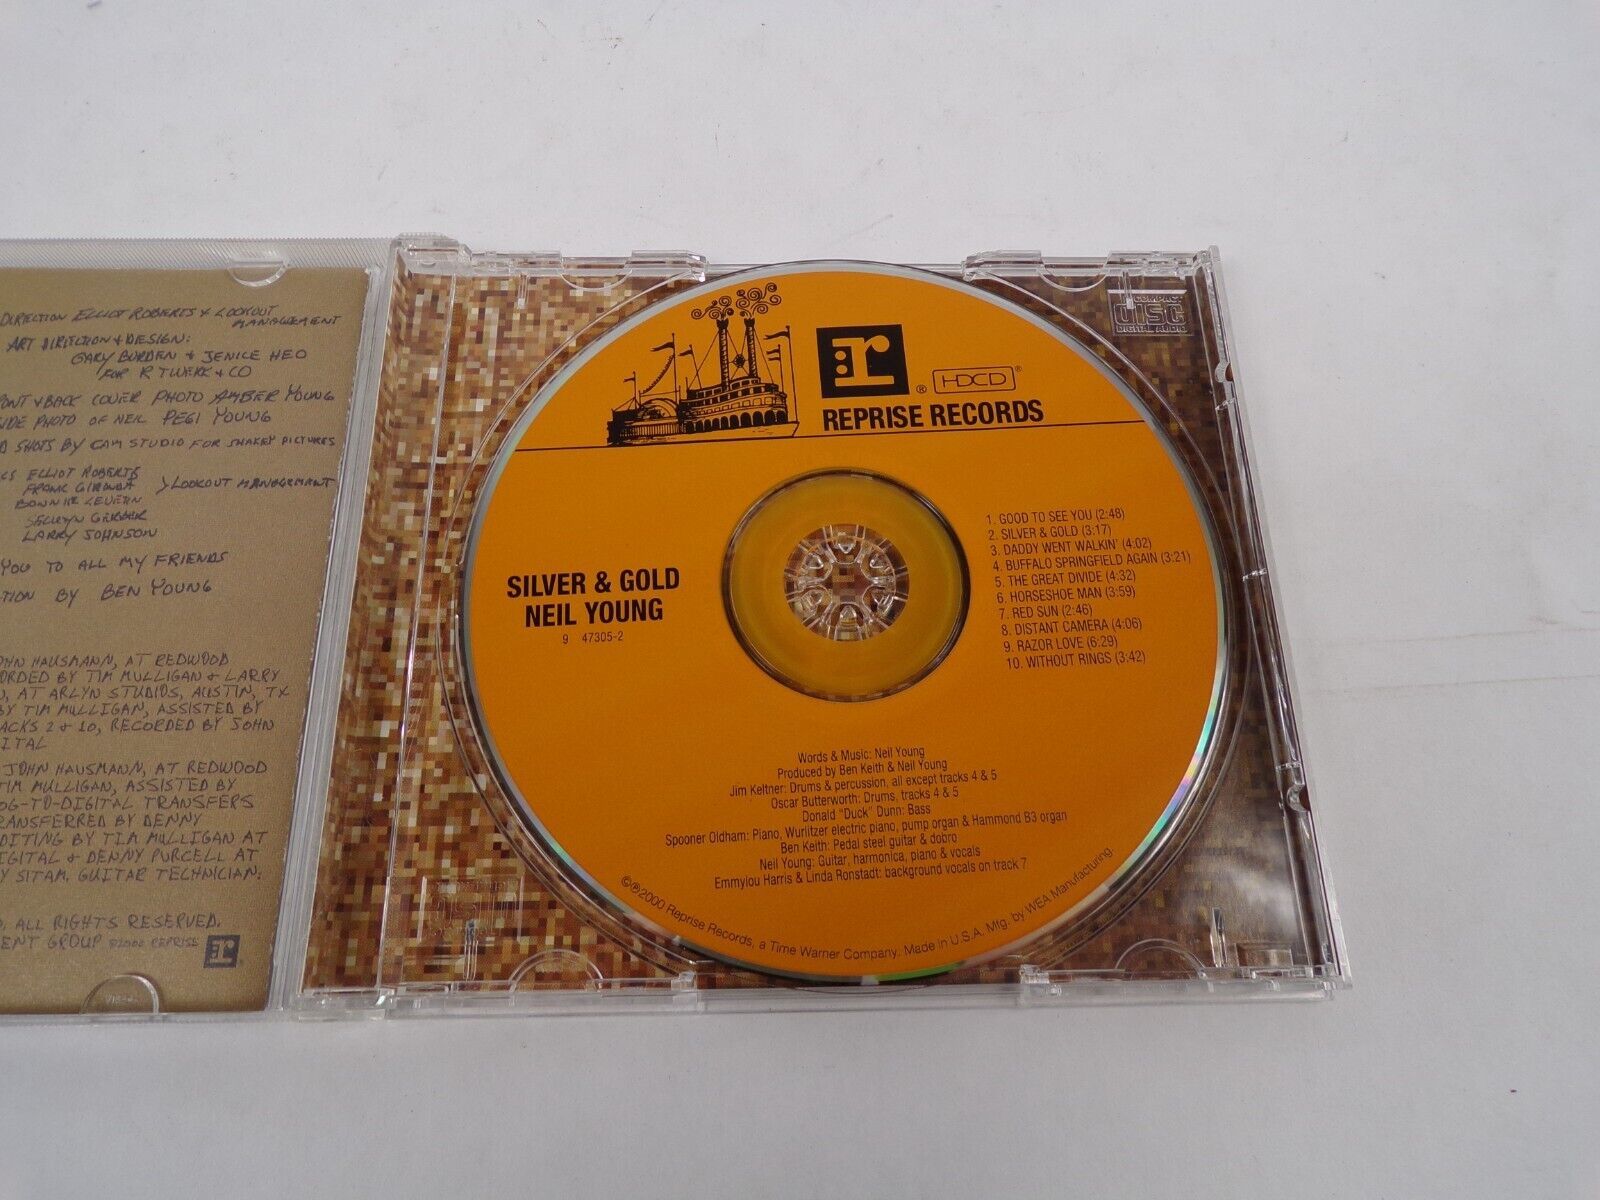 DIRECTION ELLIOT ROBERTS & LOOKOUT
MANAGEMENT
ART DIRECTION & DESIGN:
GARY BURDEN & JENICE HEO
FOR R TWERK & CO
& BACK COVER PHOTO AMBER YOUNG
PHOTO OF NEIL PEGI YOUNG
SHOTS BY CAM STUDIO FOR SHAKEY PICTURES
ELLIOT ROBERTS
FRANK GIRONDA
LOOKOUT MANAGEMENT
BONNIE LEVETIN
SELWYN GERBER
LARRY JOHNSON
YOU TO ALL MY FRIENDS
BY BEN YOUNG
HAUSMANN, AT REDWOOD
BY TIM MULLIGAN & LARRY
AT ARLYN STUDIOS, AUSTIN, TX
BY TIM MULLIGAN, ASSISTED BY
2 & 10, RECORDED BY JOHN
JOHN HAUSMANN, AT REDWOOD
TIM MULLIGAN, ASSISTED BY
-TO-DIGITAL TRANSFERS
BY DENNY
BY TIM MULLIGAN AT
& DENNY PURCELL AT
SITAM. GUITAR TECHNICIAN:
ALL RIGHTS RESERVED.
GROUP ℗2000 REPRISE
r
COMPACT
disc
DIGITAL AUDIO
:r
® HDCD®
REPRISE RECORDS
SILVER & GOLD
NEIL YOUNG
9 47305-2
1. GOOD TO SEE YOU (2:48)
2. SILVER & GOLD (3:17)
3. DADDY WENT WALKIN' (4:02)
4. BUFFALO SPRINGFIELD AGAIN (3:21)
5. THE GREAT DIVIDE (4:32)
6. HORSESHOE MAN (3:59)
7. RED SUN (2:46)
8. DISTANT CAMERA (4:06)
9. RAZOR LOVE (6:29)
10. WITHOUT RINGS (3:42)
Words & Music: Neil Young
Produced by Ben Keith & Neil Young
Jim Keltner: Drums & percussion, all except tracks 4 & 5
Oscar Butterworth: Drums, tracks 4 & 5
Donald "Duck" Dunn: Bass
Spooner Oldham: Piano, Wurlitzer electric piano, pump organ & Hammond B3 organ
Ben Keith: Pedal steel guitar & dobro
Neil Young: Guitar, harmonica, piano & vocals
Emmylou Harris & Linda Ronstadt: background vocals on track 7
©℗2000 Reprise Records, a Time Warner Company. Made in U.S.A. Mfg. by WEA Manufacturing.